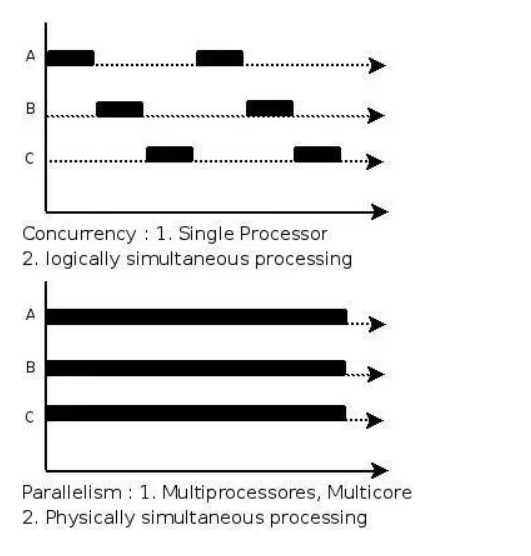 A
B
C
Concurrency : 1. Single Processor
2. logically simultaneous processing
A
B
C
Parallelism : 1. Multiprocessores, Multicore
2. Physically simultaneous processing